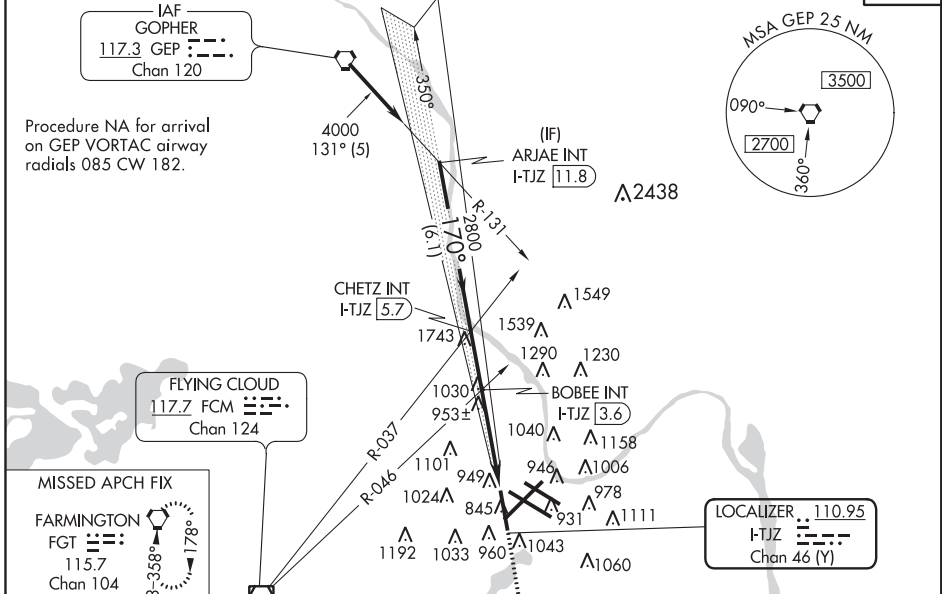 IAF
GOPHER
117.3 GEP
Chan 120
Procedure NA for arrival
on GEP VORTAC airway
radials 085 CW 182.
4000
131° (5)
350°
(IF)
ARJAE INT
I-TJZ 11.8
MSA GEP 25 NM
3500
090°
2700
360°
2438
R-131
2800
170°
(6.1)
CHETZ INT
I-TJZ 5.7
1743
1549
1539
1290
1230
1030
953±
BOBEE INT
I-TJZ 3.6
FLYING CLOUD
117.7 FCM
Chan 124
R-037
R-046
1040
1158
1101
949
946
1006
1024
845
931
978
1111
1192
1033
960
1043
1060
MISSED APCH FIX
FARMINGTON
FGT
115.7
Chan 104
358°
178°
LOCALIZER 110.95
I-TJZ
Chan 46 (Y)